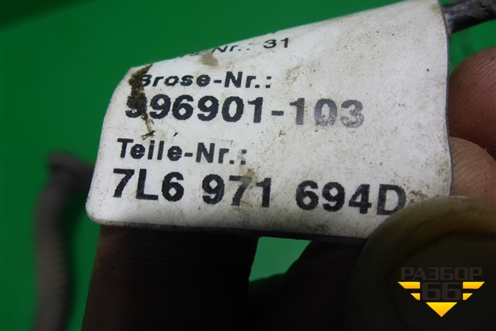 Nr.: 31
Brose-Nr.:
996901-103
Teile-Nr.:
7L6 971 694D
РАЗБОР
66